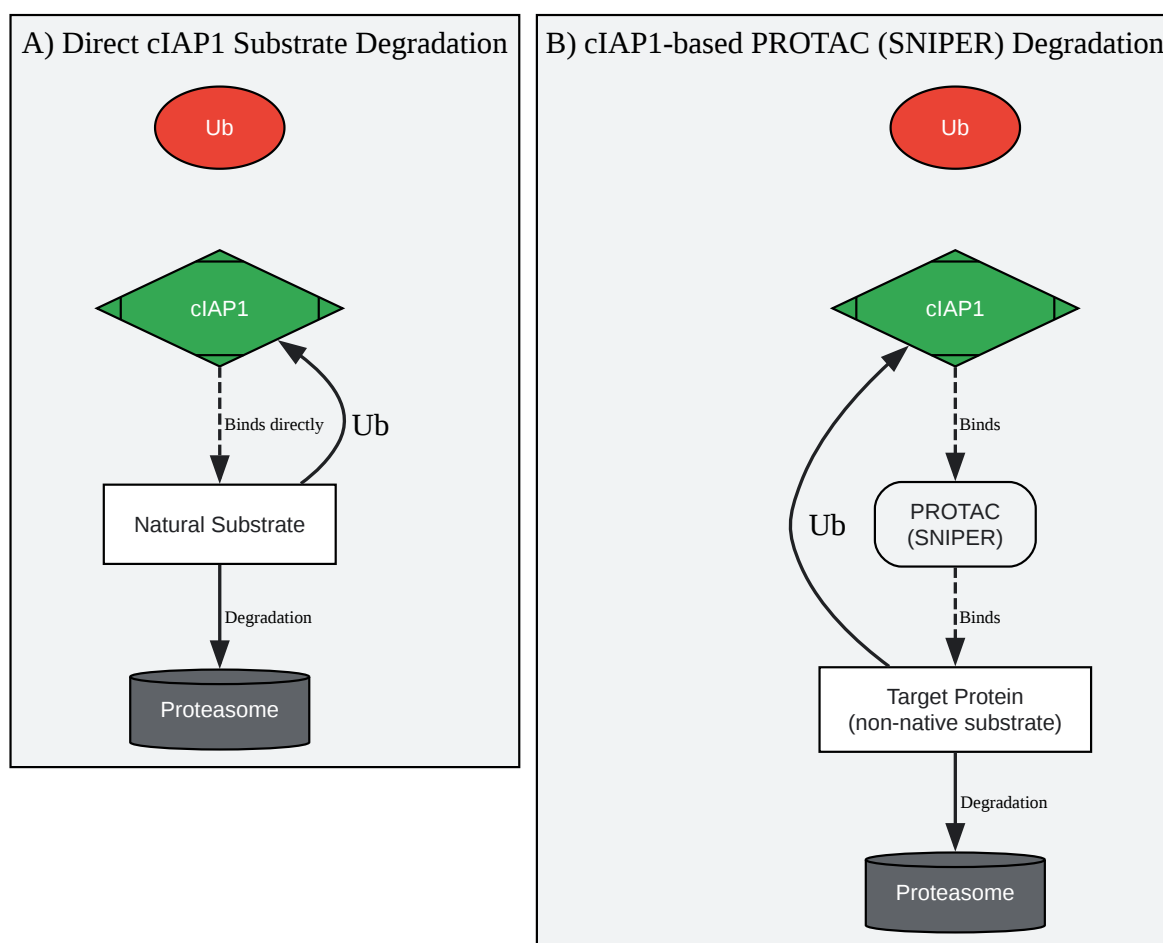 A) Direct cIAP1 Substrate Degradation
Ub
cIAP1
Binds directly
Ub
Natural Substrate
Degradation
Proteasome
B) cIAP1-based PROTAC (SNIPER) Degradation
Ub
cIAP1
Binds
Ub
PROTAC
(SNIPER)
Binds
Target Protein
(non-native substrate)
Degradation
Proteasome